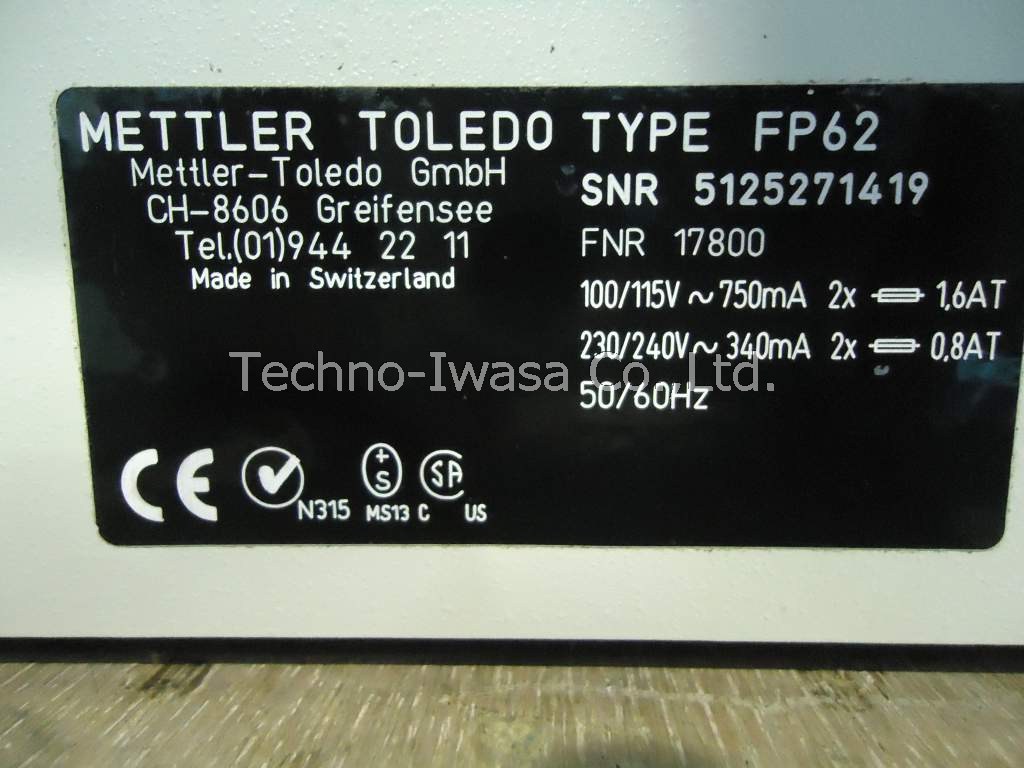 METTLER TOLEDO
Mettler-Toledo GmbH
CH-8606 Greifensee
Tel.(01)944 22 11
Made in Switzerland
TYPE FP62
SNR 5125271419
FNR 17800
100/115V ~ 750mA 2x 1,6AT
230/240V ~ 340mA 2x 0,8AT
50/60Hz
Techno-Iwasa Co., Ltd.
CE N315 +S MS13 C SA US